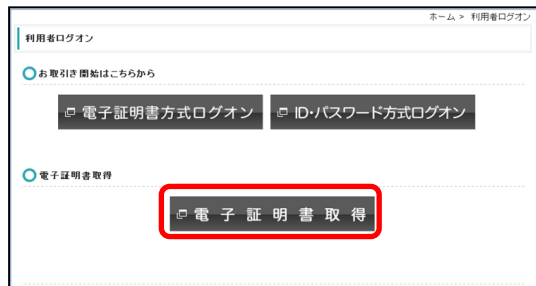 ホーム > 利用者ログオン
利用者ログオン
お取引き開始はこちらから
電子証明書方式ログオン ID・パスワード方式ログオン
電子証明書取得
電子証明書取得